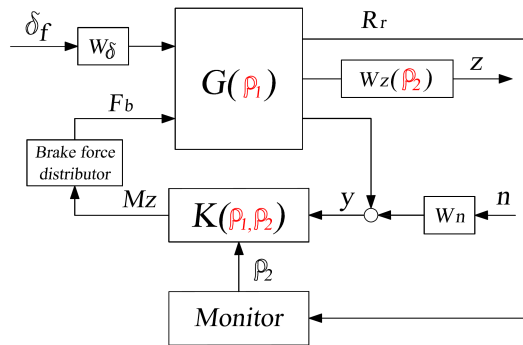 δf
Wδ
G(ρ1)
Rr
Wz(ρ2)
z
Fb
Brake force
distributor
Mz
K(ρ1,ρ2)
y
Wn
n
ρ2
Monitor